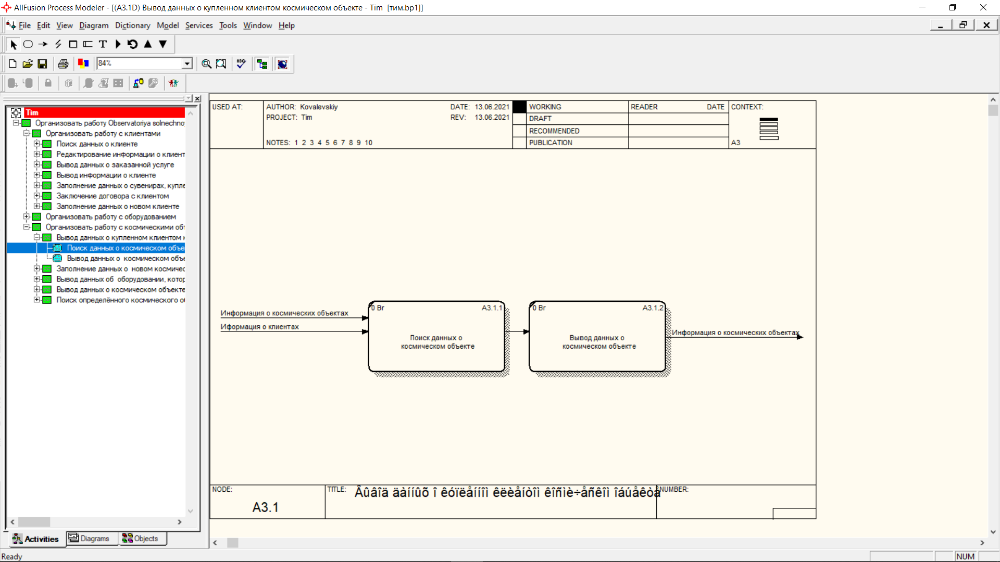 AllFusion Process Modeler - [(A3.1D) Вывод данных о купленном клиентом космическом объекте - Tim  [тим.bp1]]
File Edit View Diagram Dictionary Model Services Tools Window Help
T
84%
ABC
Tim
Организовать работу Observatoriya solnechno
Организовать работу с клиентами
Поиск данных о клиенте
Редактирование информации о клиент
Вывод данных о заказанной услуге
Вывод информации о клиенте
Заполнение данных о сувенирах, купле
Заключение договора с клиентом
Заполнение данных о новом клиенте
Организовать работу с оборудованием
Организовать работу с космическими об
Вывод данных о купленном клиентом
Поиск данных о космическом объе
Вывод данных о  космическом объе
Заполнение данных о  новом космичес
Вывод данных об  оборудовании, котор
Вывод данных о космическом объекте
Поиск определённого космического о
Activities Diagrams Objects
USED AT:
AUTHOR: Kovalevskiy
PROJECT: Tim
DATE: 13.06.2021
REV: 13.06.2021
NOTES: 1 2 3 4 5 6 7 8 9 10
WORKING
DRAFT
RECOMMENDED
PUBLICATION
READER DATE
CONTEXT:
A3
Информация о космических объектах
Иформация о клиентах
0 Br A3.1.1
Поиск данных о
космическом объекте
0 Br A3.1.2
Вывод данных о
космическом объекте
Информация о космических объектах
NODE:
A3.1
TITLE: Âûâîä äàííûõ î êóïëåííîì êëèåíòîì êîñìè÷åñêîì îáúåêòå
NUMBER:
Ready
NUM